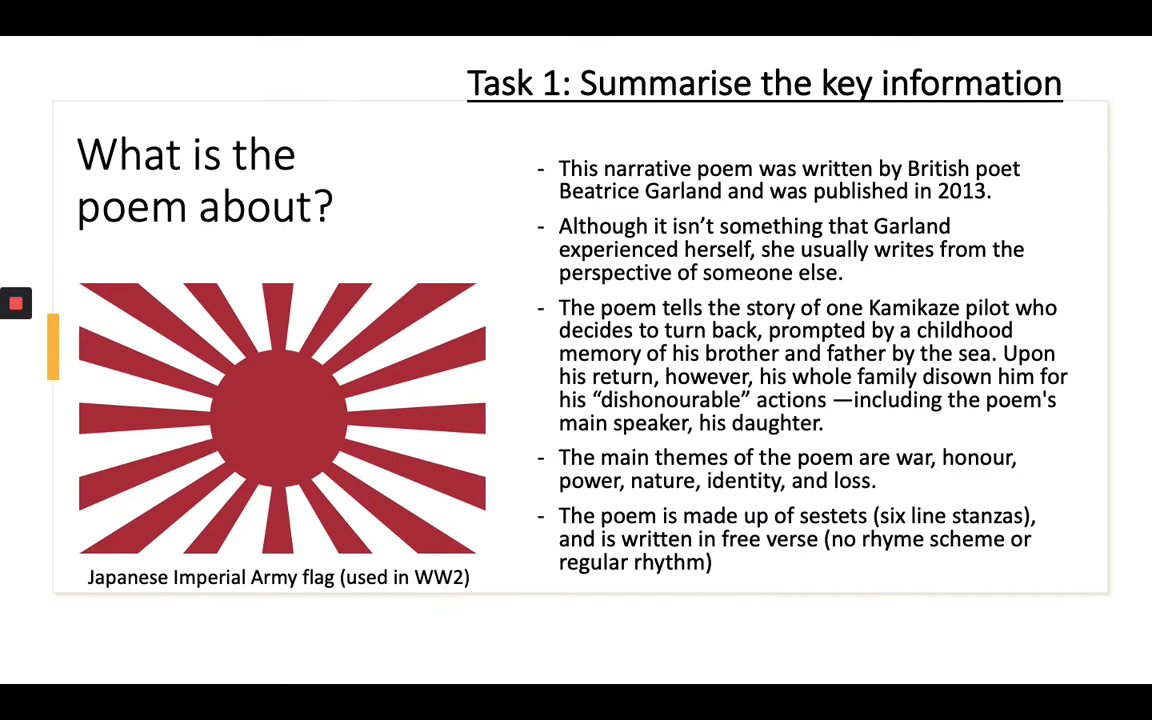 Task 1: Summarise the key information
What is the
poem about?
- This narrative poem was written by British poet
Beatrice Garland and was published in 2013.
- Although it isn’t something that Garland
experienced herself, she usually writes from the
perspective of someone else.
- The poem tells the story of one Kamikaze pilot who
decides to turn back, prompted by a childhood
memory of his brother and father by the sea. Upon
his return, however, his whole family disown him for
his “dishonourable” actions —including the poem's
main speaker, his daughter.
- The main themes of the poem are war, honour,
power, nature, identity, and loss.
- The poem is made up of sestets (six line stanzas),
and is written in free verse (no rhyme scheme or
regular rhythm)
Japanese Imperial Army flag (used in WW2)